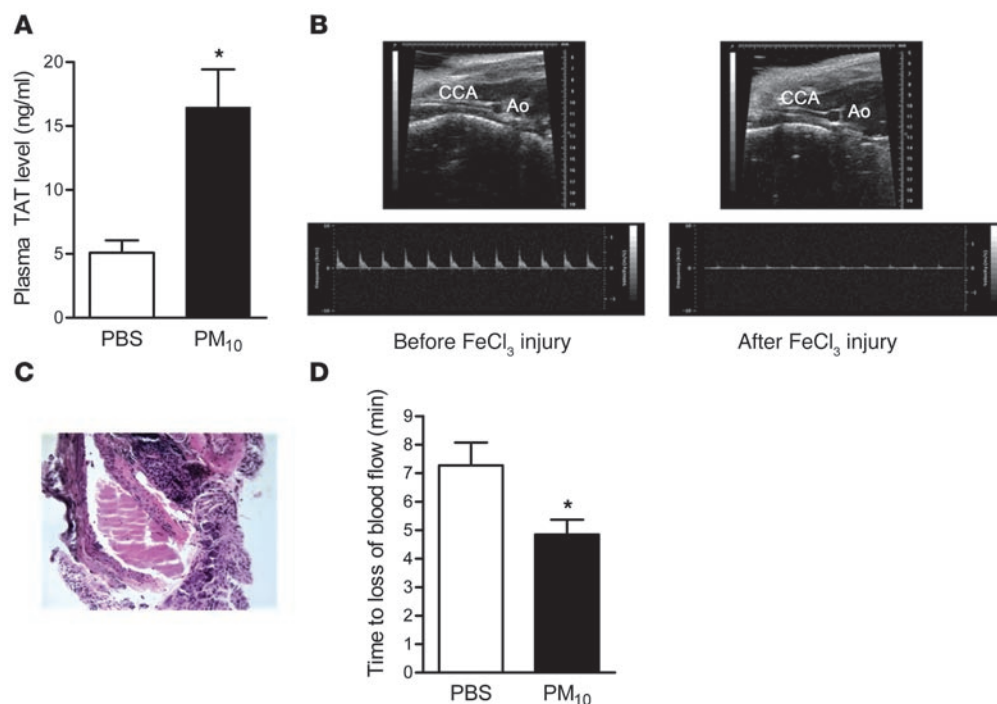 A
Plasma TAT level (ng/ml)
20
15
10
5
0
*
PBS
PM₁₀
B
CCA
Ao
CCA
Ao
Before FeCl₃ injury
After FeCl₃ injury
C
D
Time to loss of blood flow (min)
9
8
7
6
5
4
3
2
1
0
*
PBS
PM₁₀